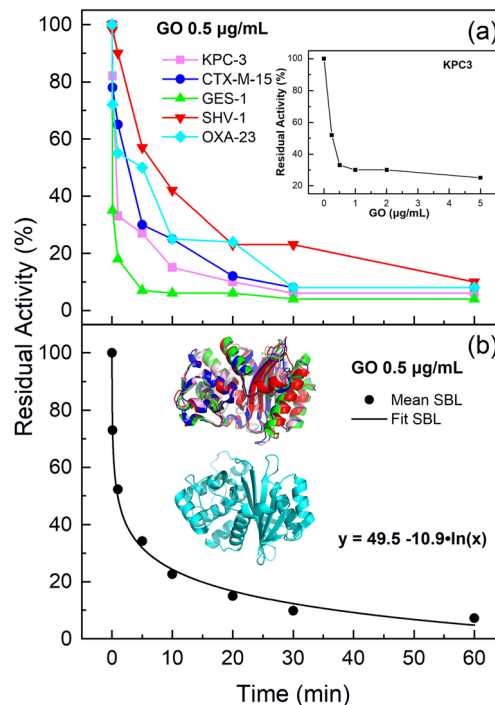 GO 0.5 µg/mL
(a)
KPC-3
CTX-M-15
GES-1
SHV-1
OXA-23
100
80
60
40
20
0
KPC3
Residual Activity (%)
100
80
60
40
20
0 1 2 3 4 5
GO (µg/mL)
Residual Activity (%)
(b)
GO 0.5 µg/mL
Mean SBL
Fit SBL
y = 49.5 -10.9•ln(x)
100
80
60
40
20
0
0 10 20 30 40 50 60
Time (min)